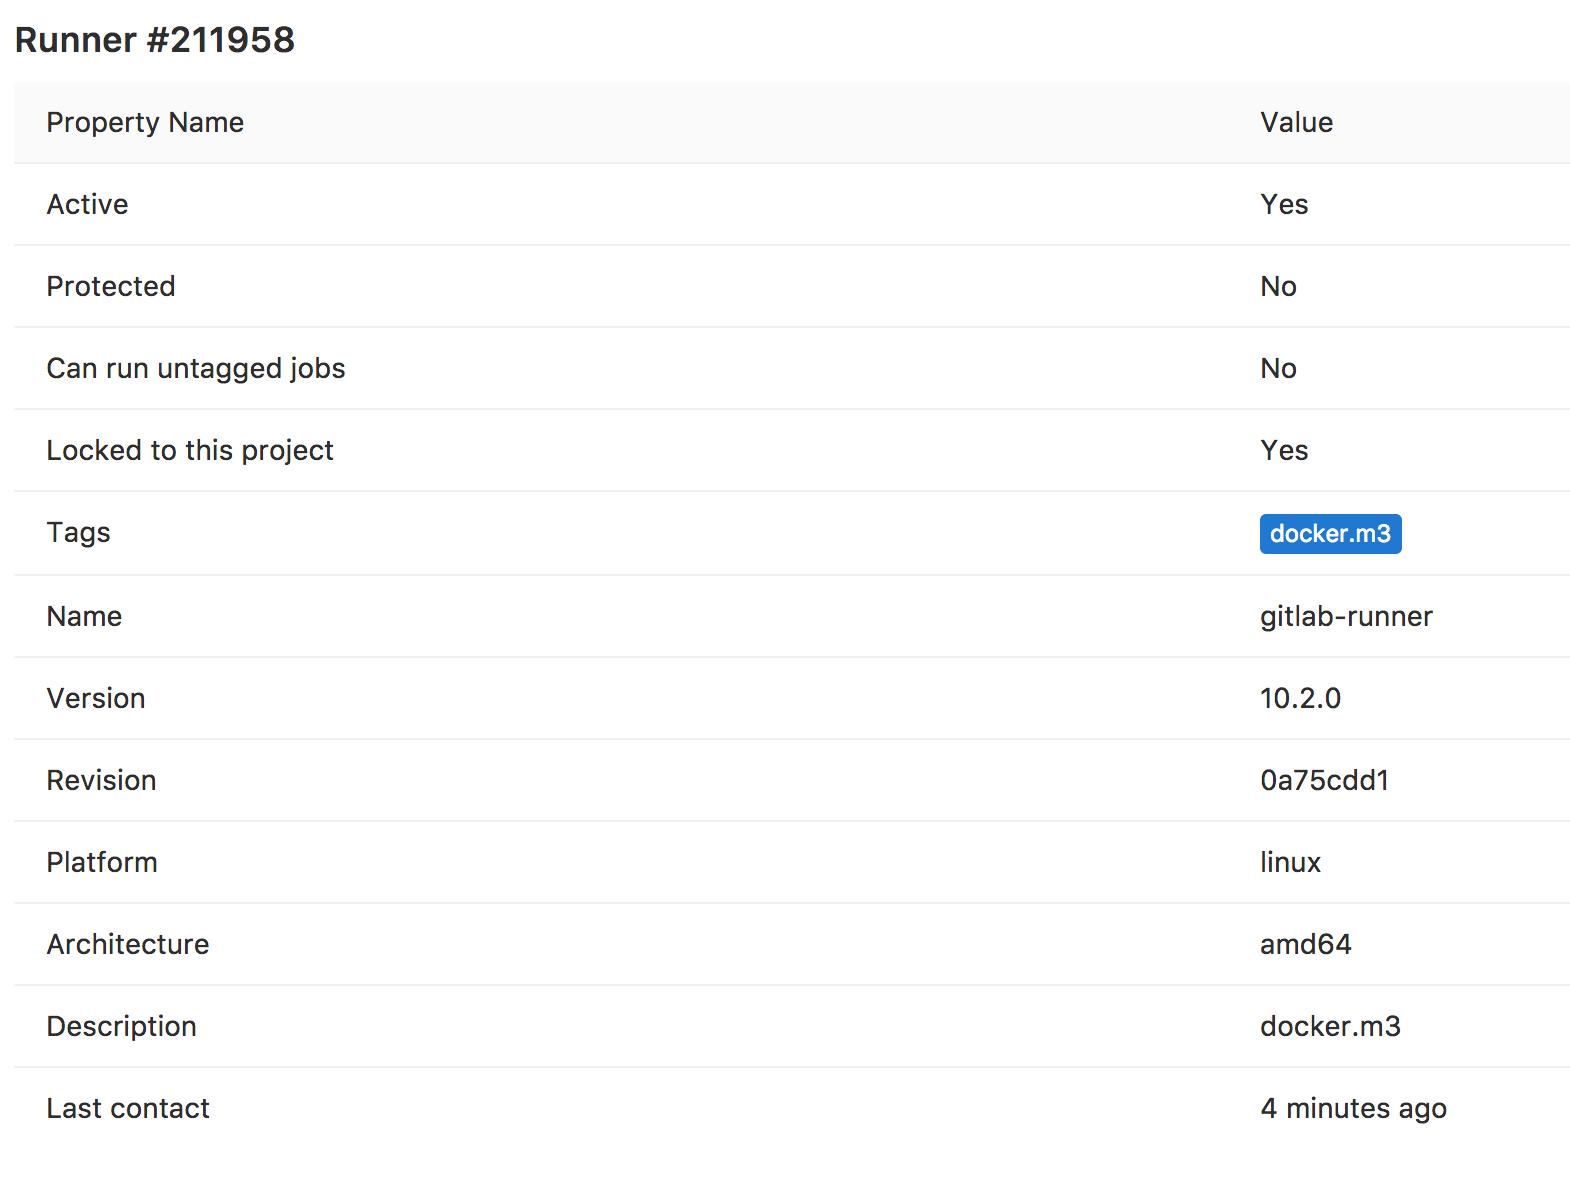 Runner #211958
Property Name Value
Active Yes
Protected No
Can run untagged jobs No
Locked to this project Yes
Tags docker.m3
Name gitlab-runner
Version 10.2.0
Revision 0a75cdd1
Platform linux
Architecture amd64
Description docker.m3
Last contact 4 minutes ago